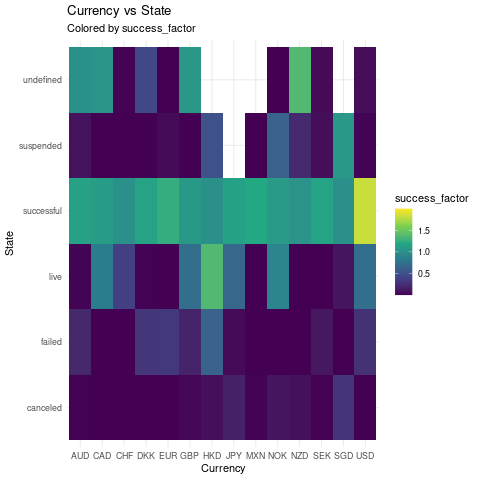 Currency vs State
Colored by success_factor
undefined
suspended
successful
live
failed
canceled
State
AUD CAD CHF DKK EUR GBP HKD JPY MXN NOK NZD SEK SGD USD
Currency
success_factor
1.5
1.0
0.5